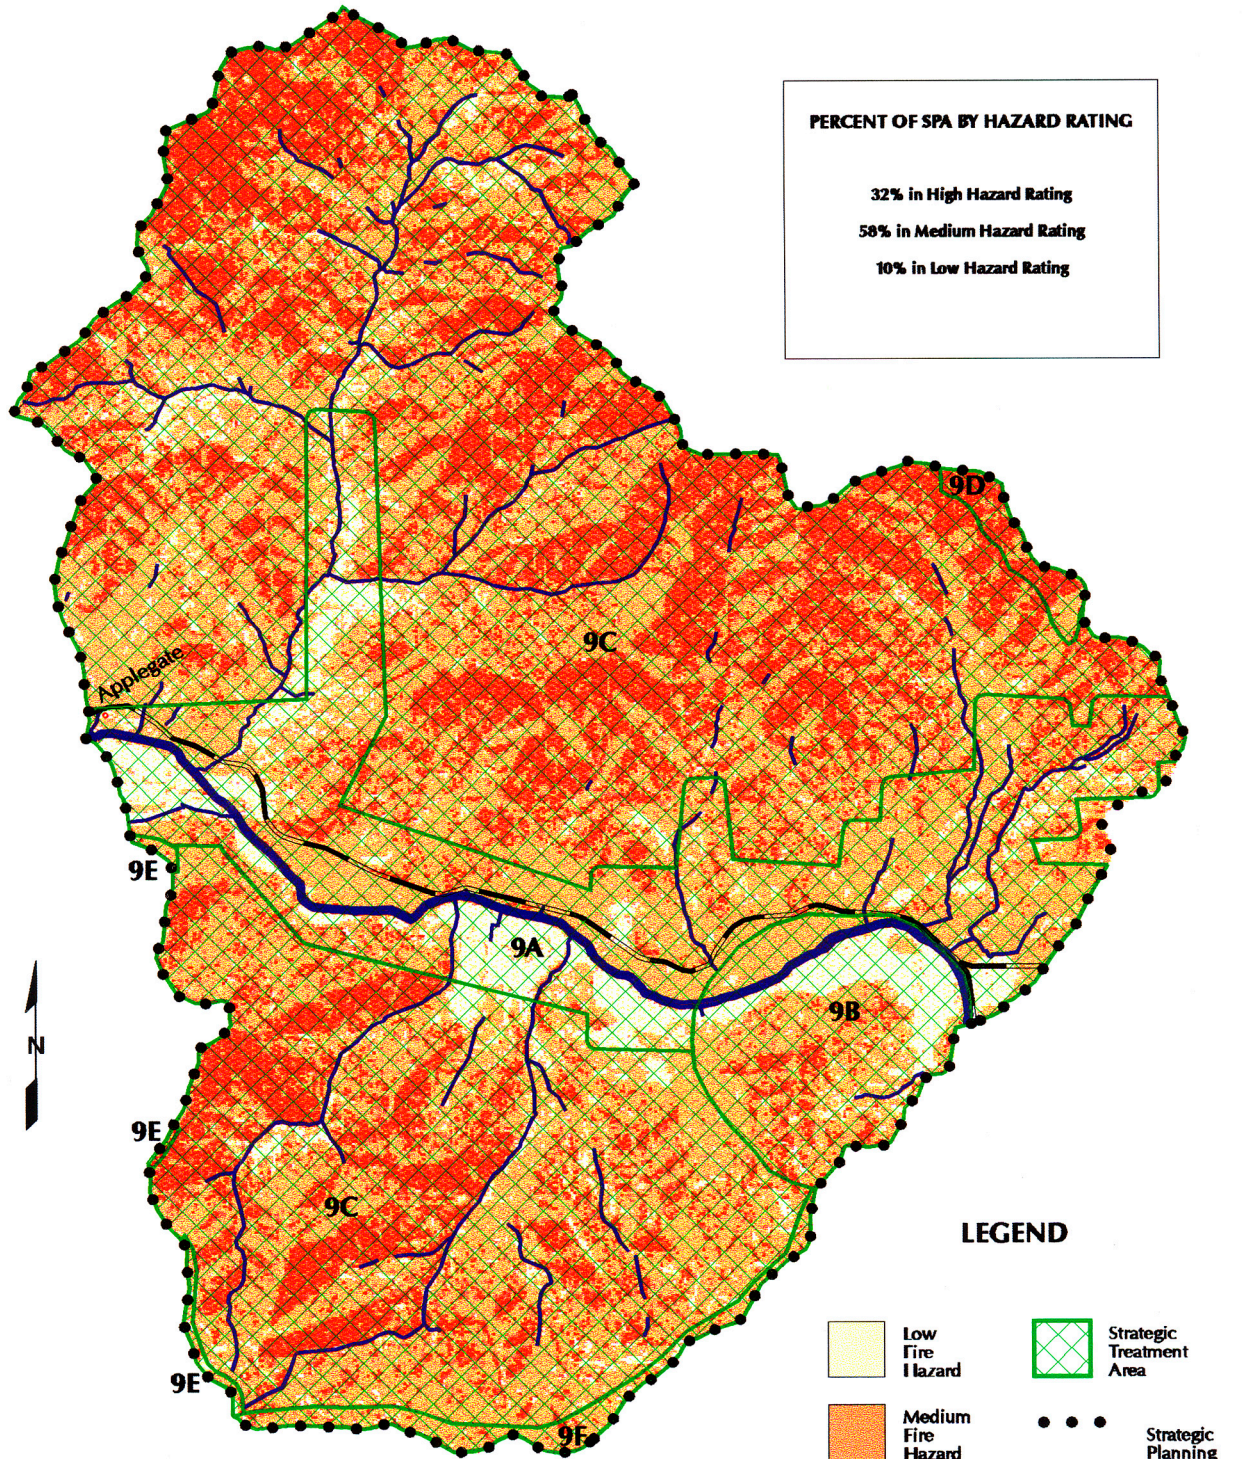 PERCENT OF SPA BY HAZARD RATING
32% in High Hazard Rating
58% in Medium Hazard Rating
10% in Low Hazard Rating
9D
9C
Applegate
9E
9A
9B
N
9E
9C
9E
9F
LEGEND
Low
Fire
Hazard
Strategic
Treatment
Area
Medium
Fire
Hazard
Strategic
Planning